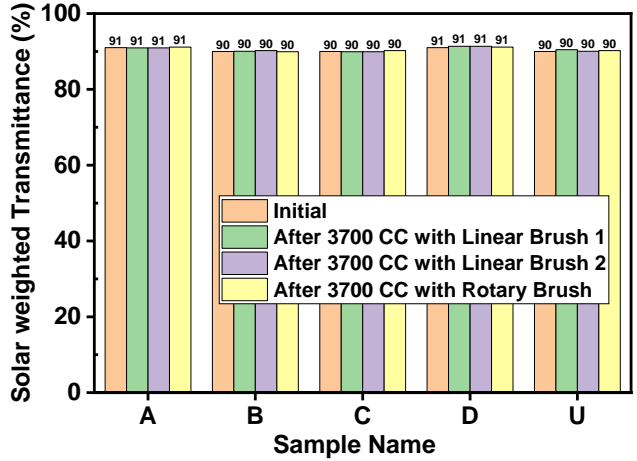 Solar weighted Transmittance (%)
100
80
60
40
20
0
91 91 91 91
90 90 90 90
90 90 90 90
91 91 91 91
90 90 90 90
Initial
After 3700 CC with Linear Brush 1
After 3700 CC with Linear Brush 2
After 3700 CC with Rotary Brush
A B C D U
Sample Name